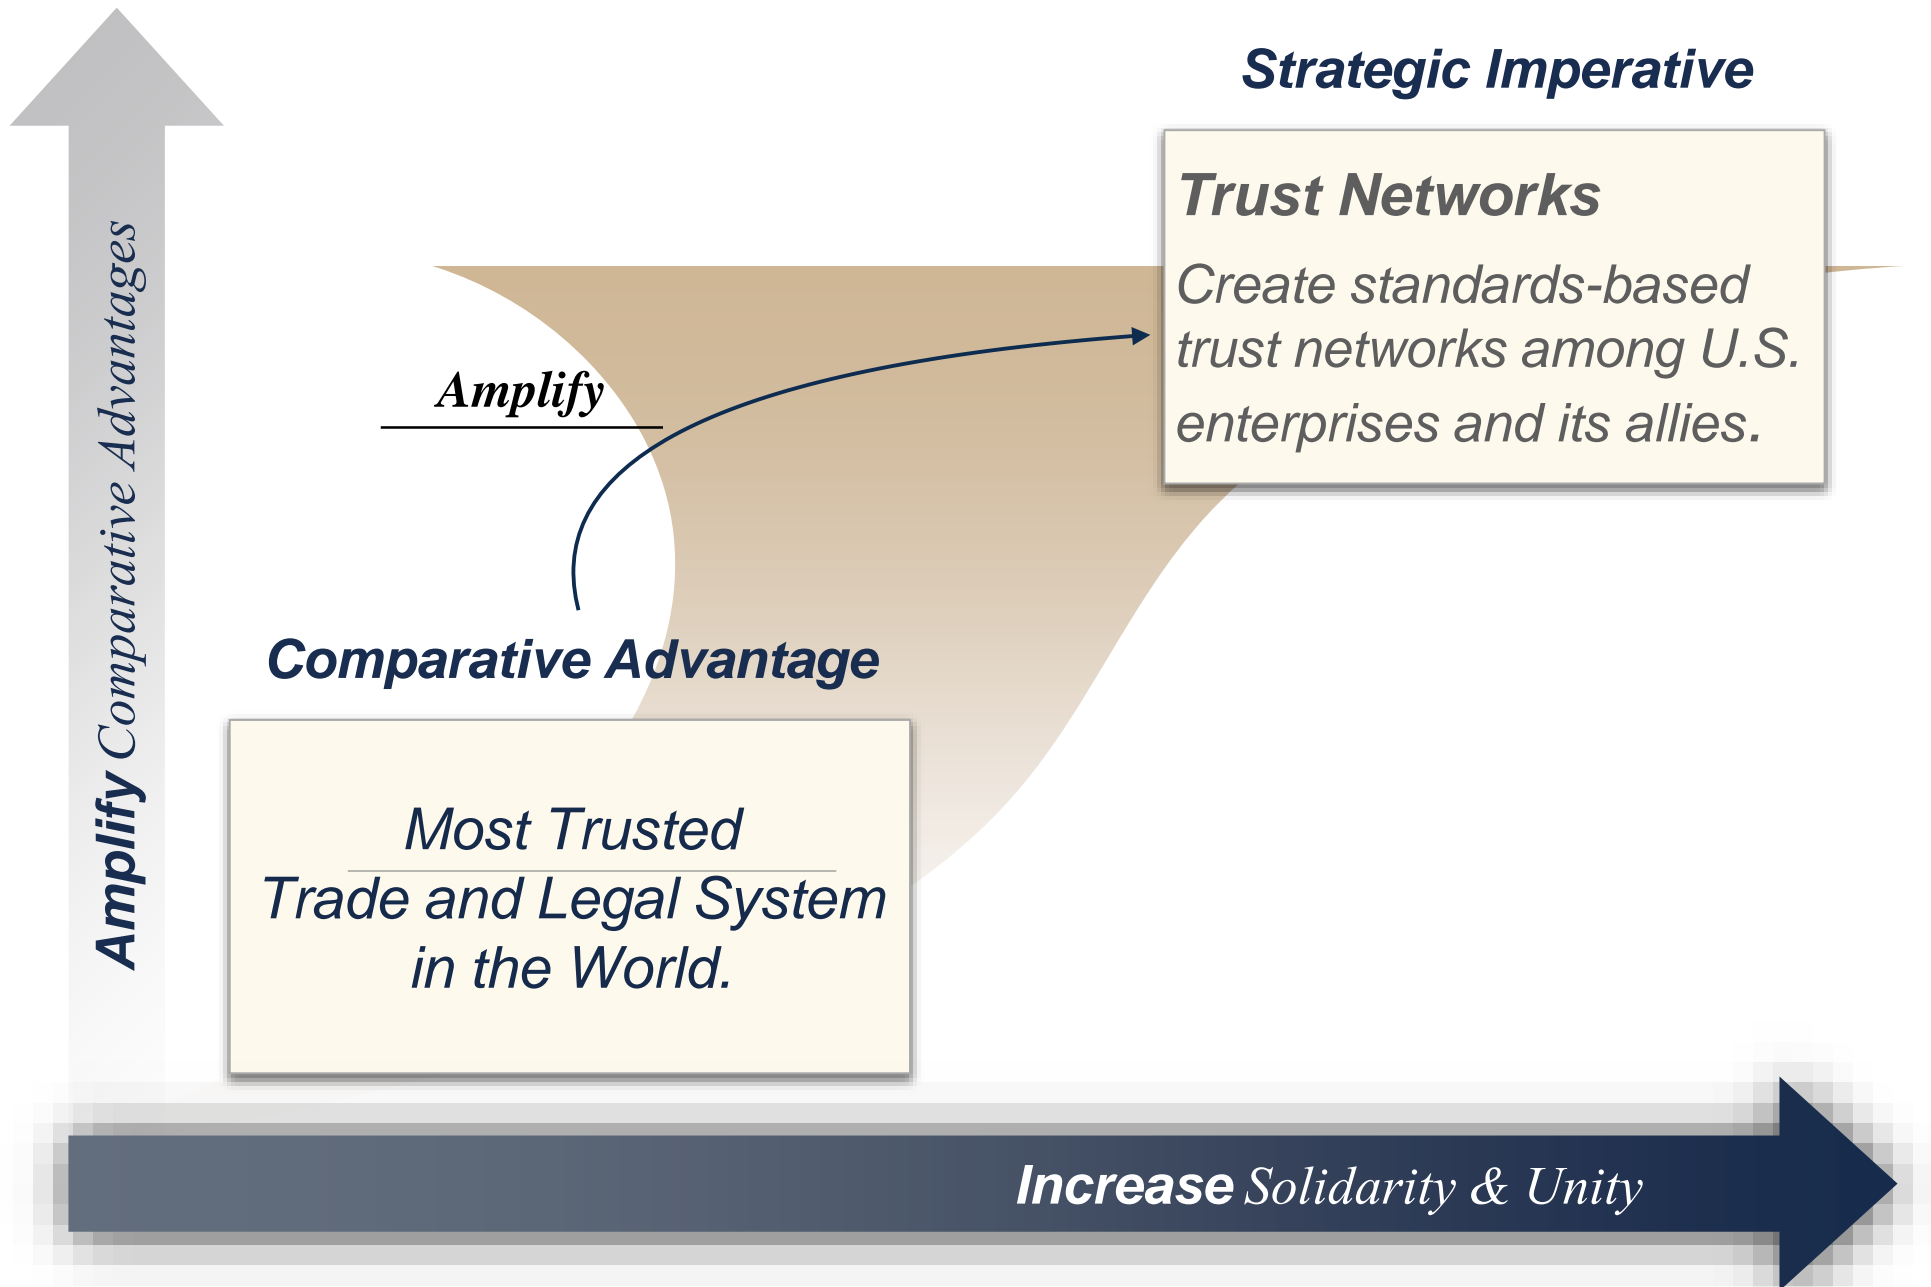 Strategic Imperative
Trust Networks
Create standards-based
trust networks among U.S.
enterprises and its allies.
Amplify
Comparative Advantage
Most Trusted
Trade and Legal System
in the World.
Amplify Comparative Advantages
Increase Solidarity & Unity